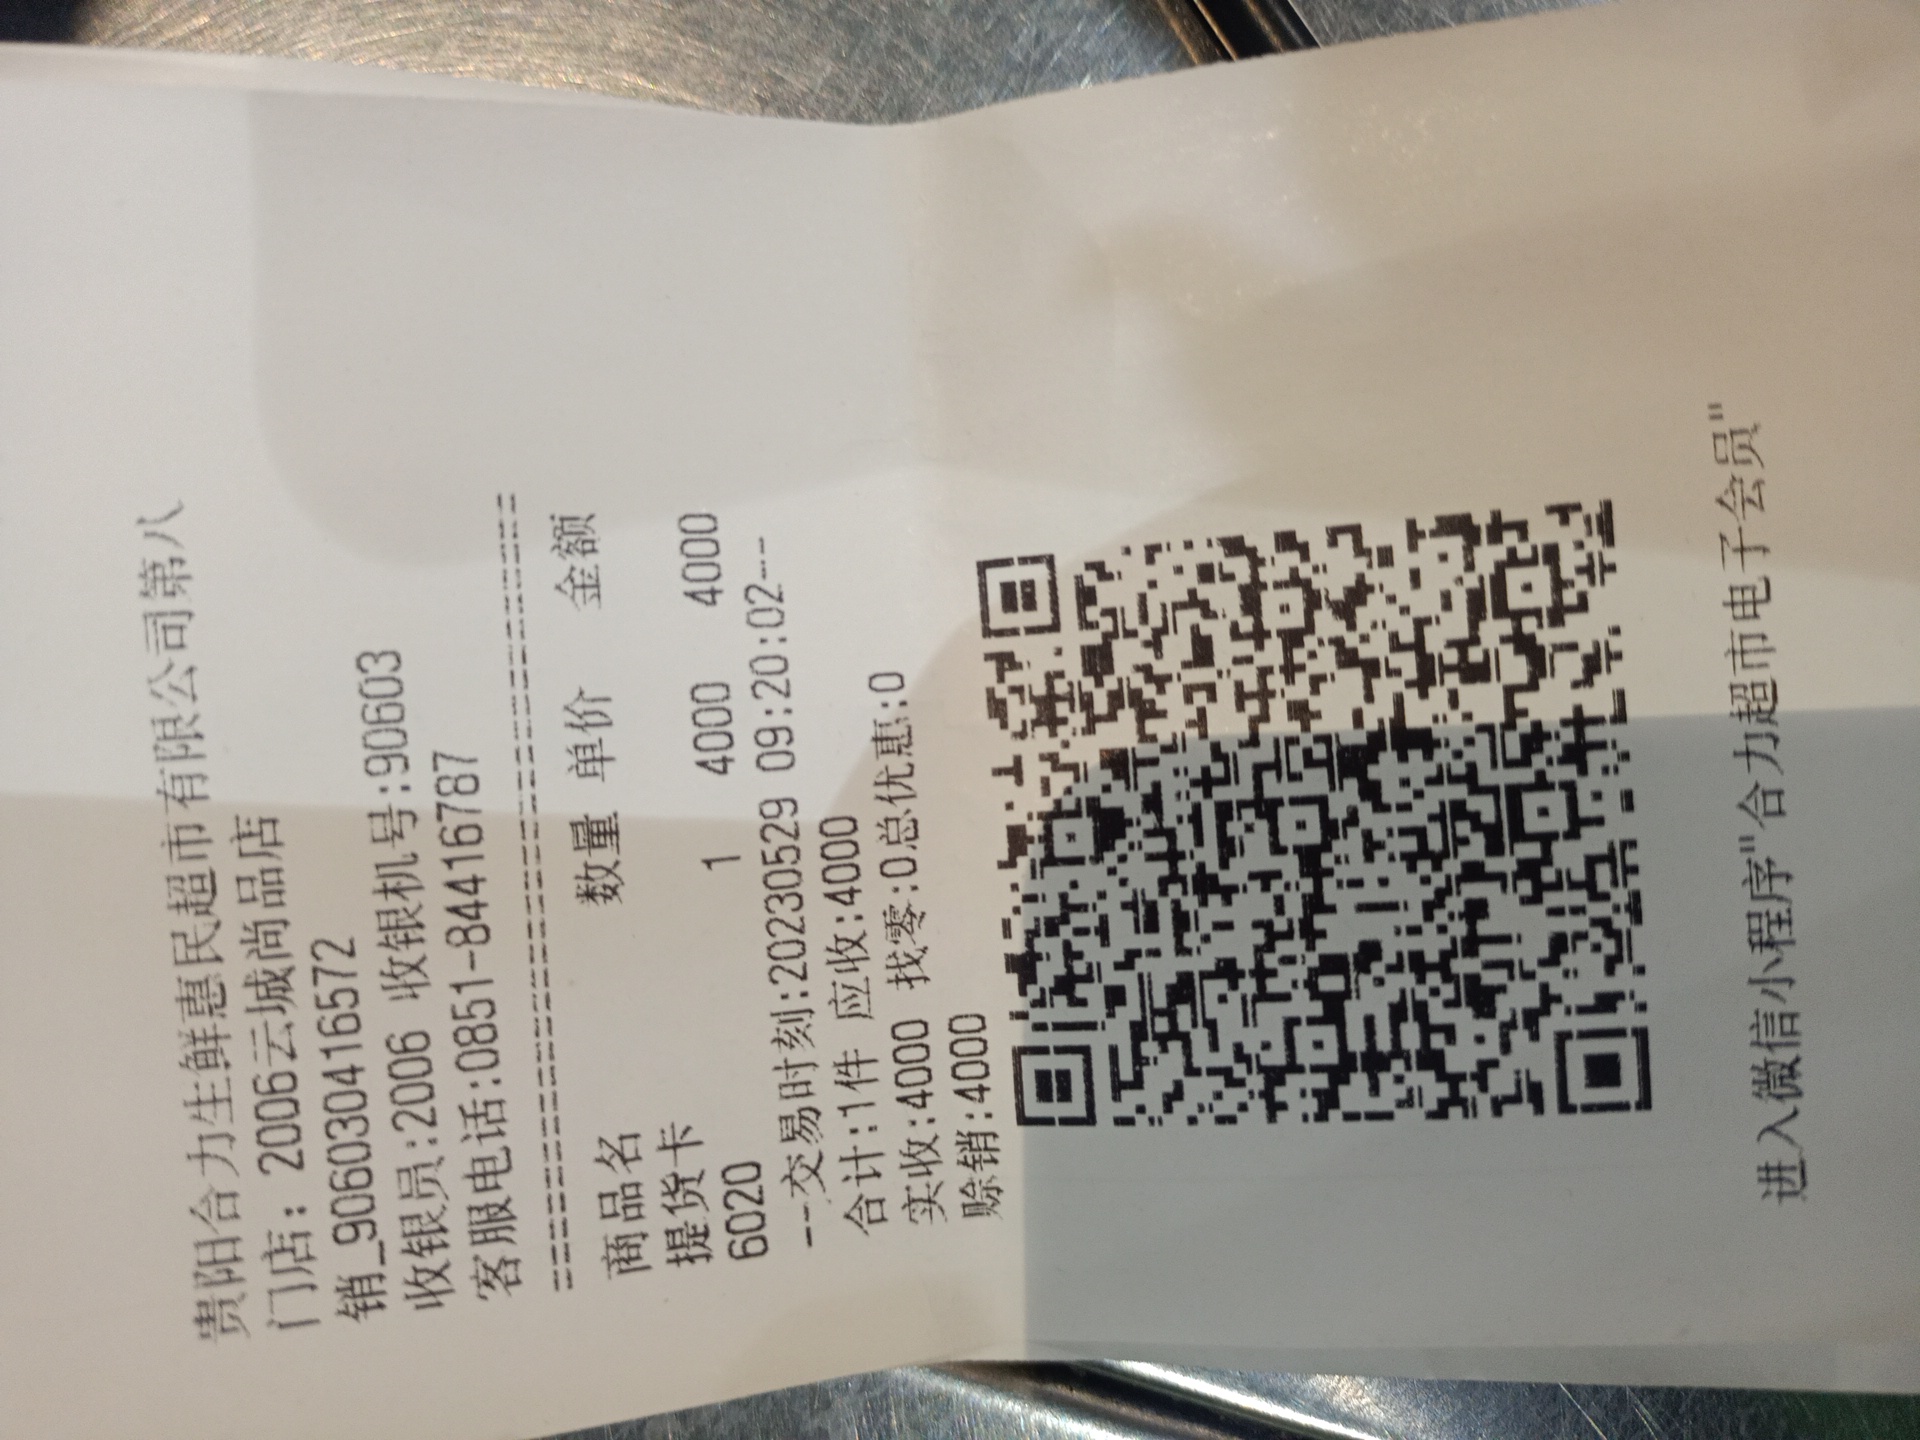 贵阳合力生鲜惠民超市有限公司第八
门店：2006云城尚品店
销_906030416572
收银员:2006 收银机号:90603
客服电话:0851-84416787
================================================
商品名 数量 单价 金额
提货卡
6020 1 4000 4000
---交易时刻:20230529 09:20:02---
合计:1件 应收:4000
实收:4000 找零:0总优惠:0
赊销:4000
进入微信小程序"合力超市电子会员"